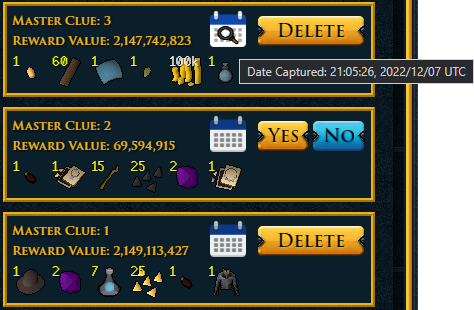 Master Clue: 3
Reward Value: 2,147,742,823
Delete
1 60 1 1 100k 1
Date Captured: 21:05:26, 2022/12/07 UTC
Master Clue: 2
Reward Value: 69,594,915
Yes No
1 1 15 25 2 1
Master Clue: 1
Reward Value: 2,149,113,427
Delete
1 2 7 25 1 1